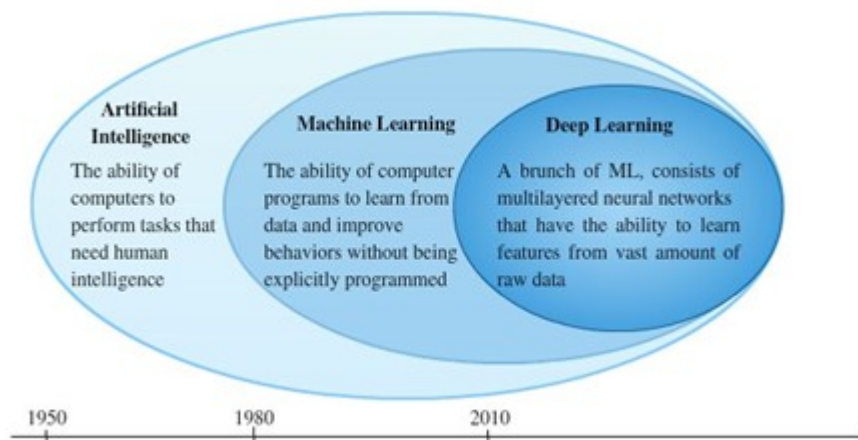 Artificial
Intelligence
The ability of
computers to
perform tasks that
need human
intelligence
Machine Learning
The ability of computer
programs to learn from
data and improve
behaviors without being
explicitly programmed
Deep Learning
A brunch of ML, consists of
multilayered neural networks
that have the ability to learn
features from vast amount of
raw data
1950
1980
2010